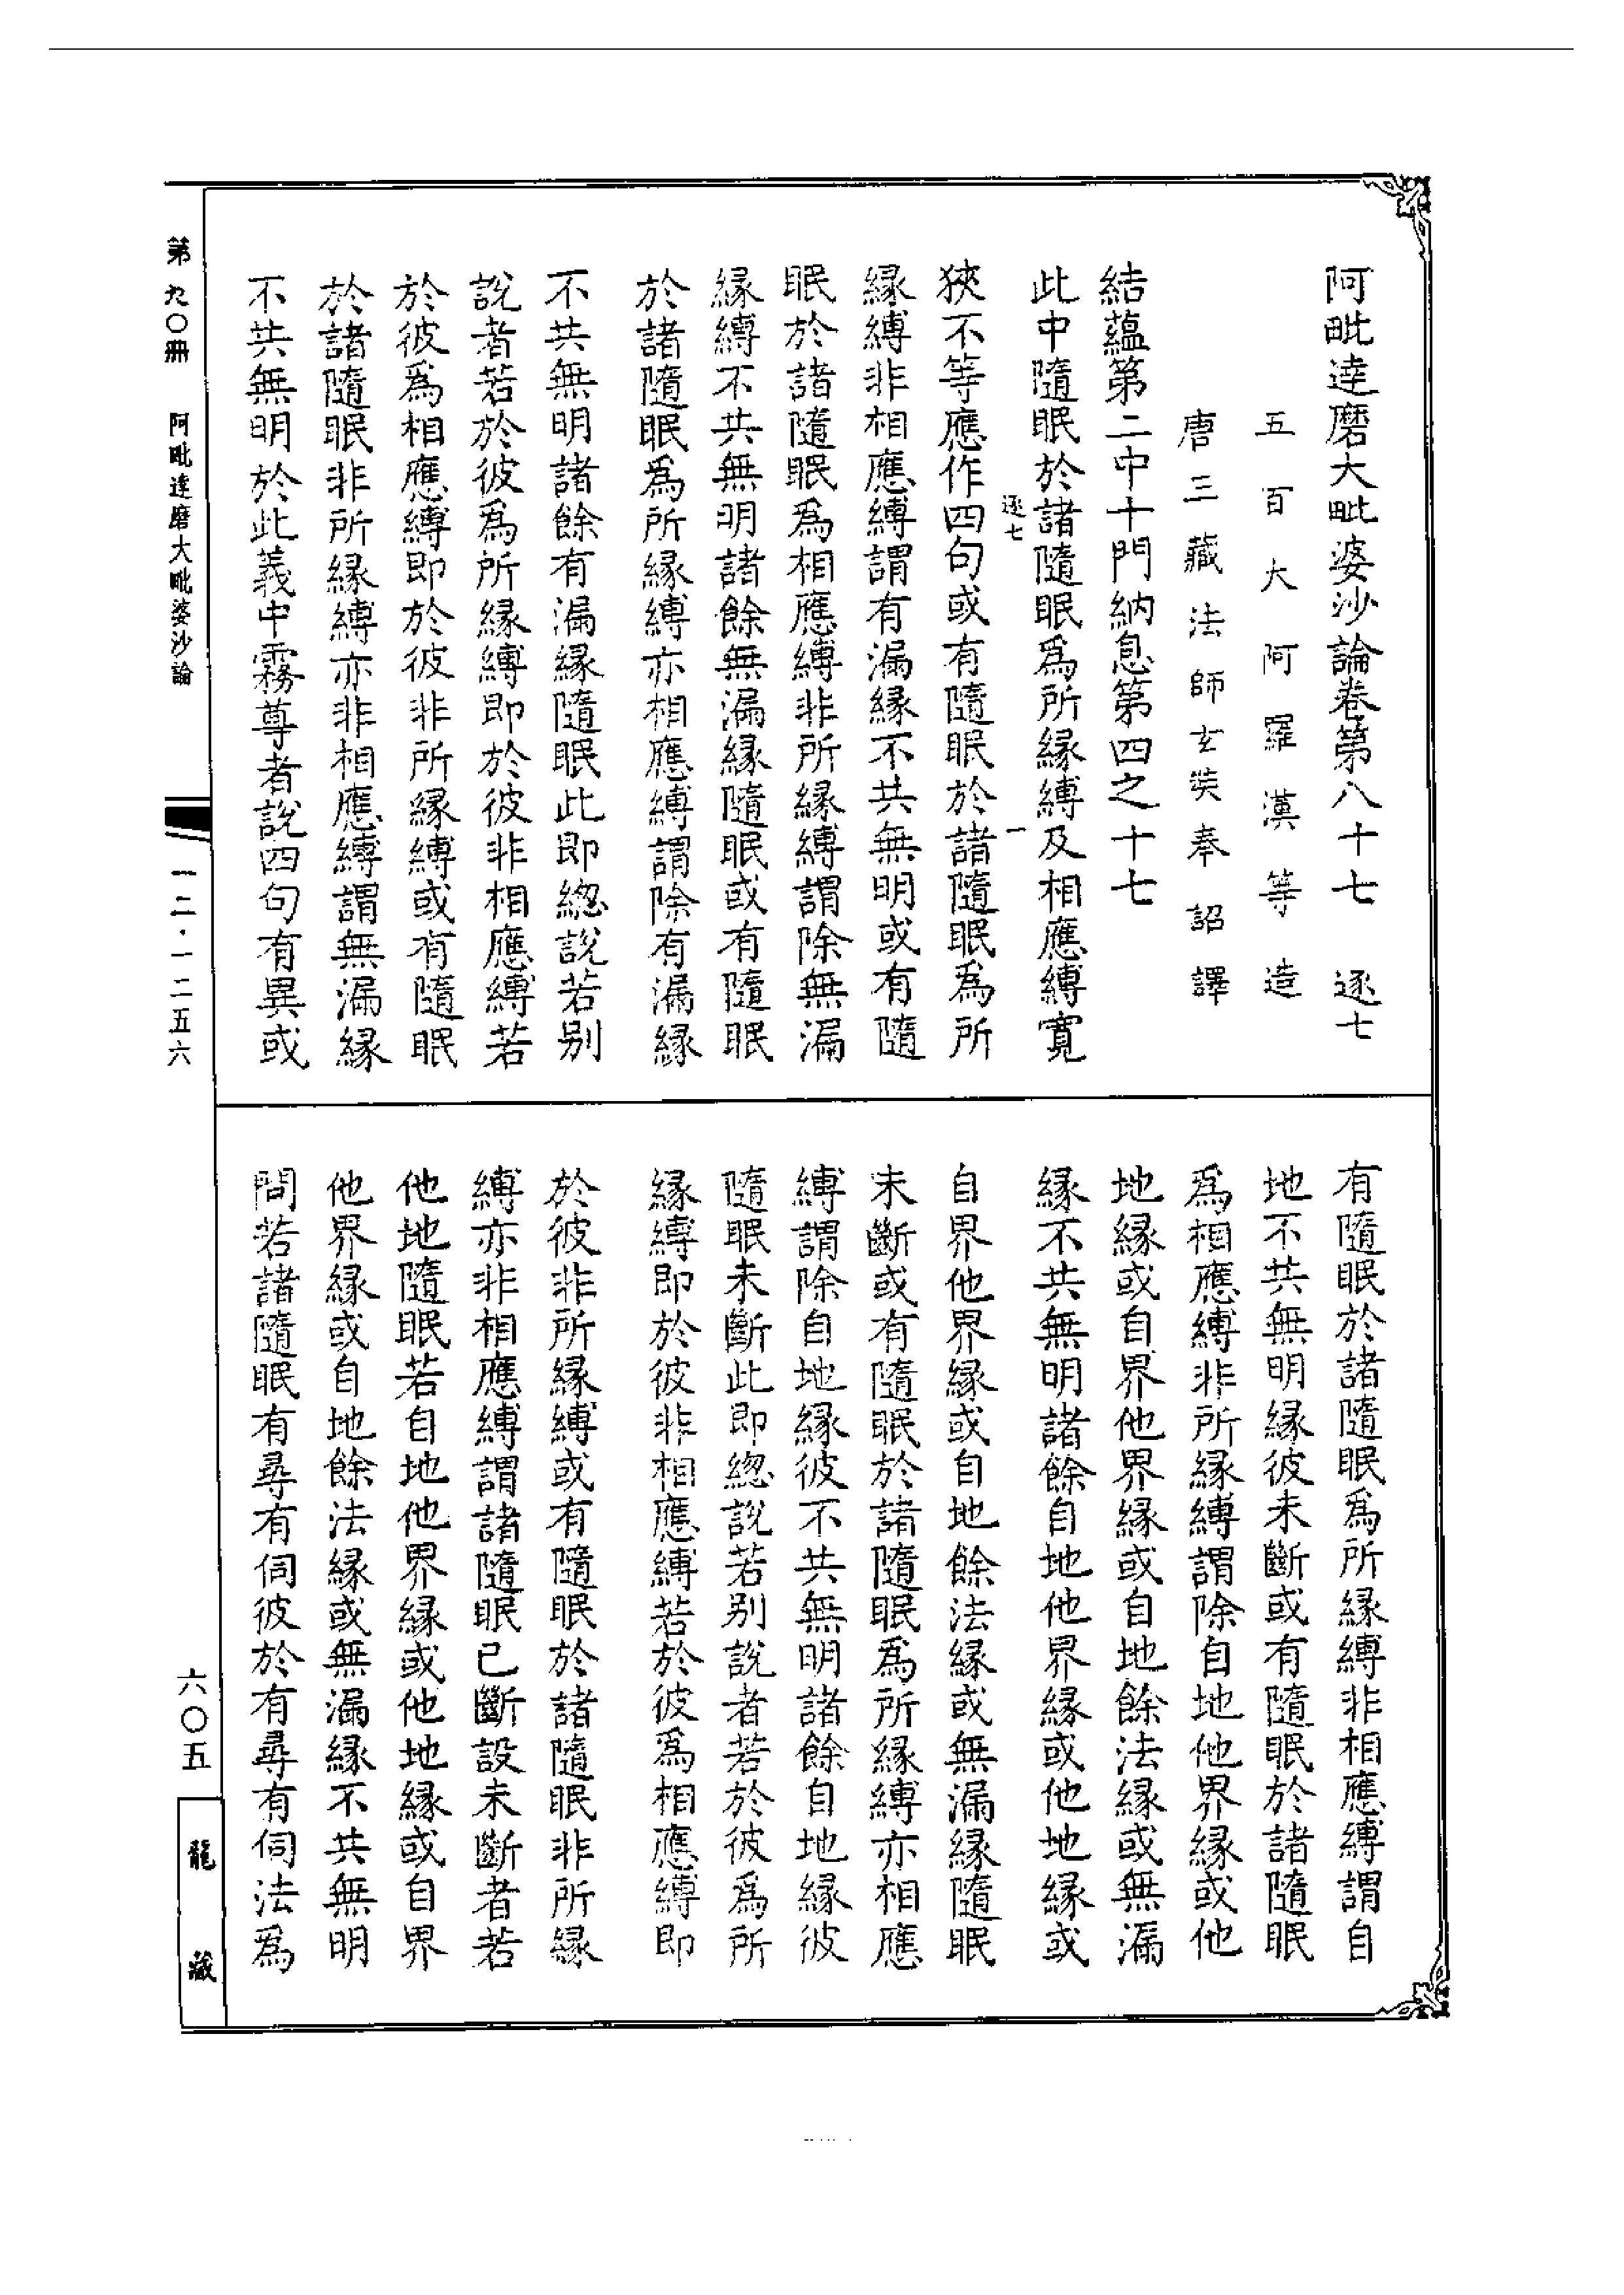 阿毗達磨大毗婆沙論卷第八十七　逐七
五百大阿羅漢等造
唐三藏法師玄奘奉詔譯
結蘊第二中十門納息第四之十七
此中隨眠於諸隨眠爲所緣縛及相應縛寬
逐七　一
狹不等應作四句或有隨眠於諸隨眠爲所
緣縛非相應縛謂有漏緣不共無明或有隨
眠於諸隨眠爲相應縛非所緣縛謂除無漏
緣縛不共無明諸餘無漏緣隨眠或有隨眠
於諸隨眠爲所緣縛亦相應縛謂除有漏緣
不共無明諸餘有漏緣隨眠此即總說若別
說者若於彼爲所緣縛即於彼非相應縛若
於彼爲相應縛即於彼非所緣縛或有隨眠
於諸隨眠非所緣縛亦非相應縛謂無漏緣
不共無明於此義中霧尊者說四句有異或
有隨眠於諸隨眠爲所緣縛非相應縛謂自
地不共無明緣彼未斷或有隨眠於諸隨眠
爲相應縛非所緣縛謂除自地他界緣或他
地緣或自界他界緣或自地餘法緣或無漏
緣不共無明諸餘自地他界緣或他地緣或
自界他界緣或自地餘法緣或無漏緣隨眠
未斷或有隨眠於諸隨眠爲所緣縛亦相應
縛謂除自地緣彼不共無明諸餘自地緣彼
隨眠未斷此即總說若別說者若於彼爲所
緣縛即於彼非相應縛若於彼爲相應縛即
於彼非所緣縛或有隨眠於諸隨眠非所緣
縛亦非相應縛謂諸隨眠已斷設未斷者若
他地隨眠若自地他界緣或他地緣或自界
他界緣或自地餘法緣或無漏緣不共無明
問若諸隨眠有尋有伺彼於有尋有伺法爲
第九〇冊　阿毗達磨大毗婆沙論
一二·一二五六
六〇五
龍藏